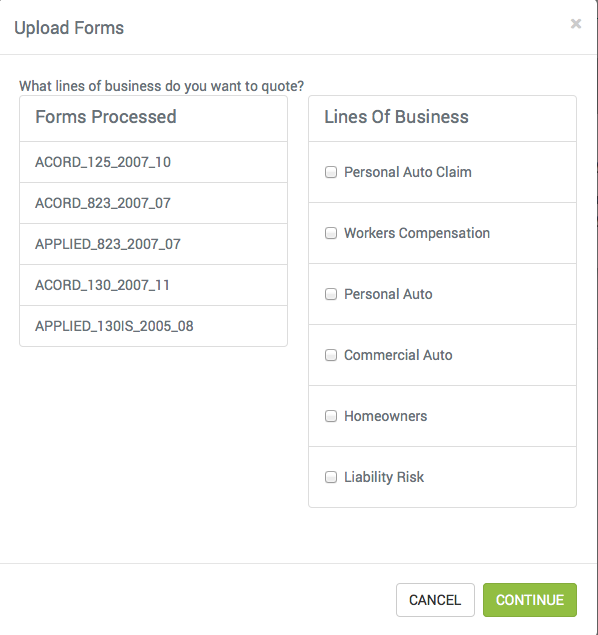 Upload Forms
×
What lines of business do you want to quote?
Forms Processed
ACORD_125_2007_10
ACORD_823_2007_07
APPLIED_823_2007_07
ACORD_130_2007_11
APPLIED_130IS_2005_08
Lines Of Business
Personal Auto Claim
Workers Compensation
Personal Auto
Commercial Auto
Homeowners
Liability Risk
CANCEL
CONTINUE